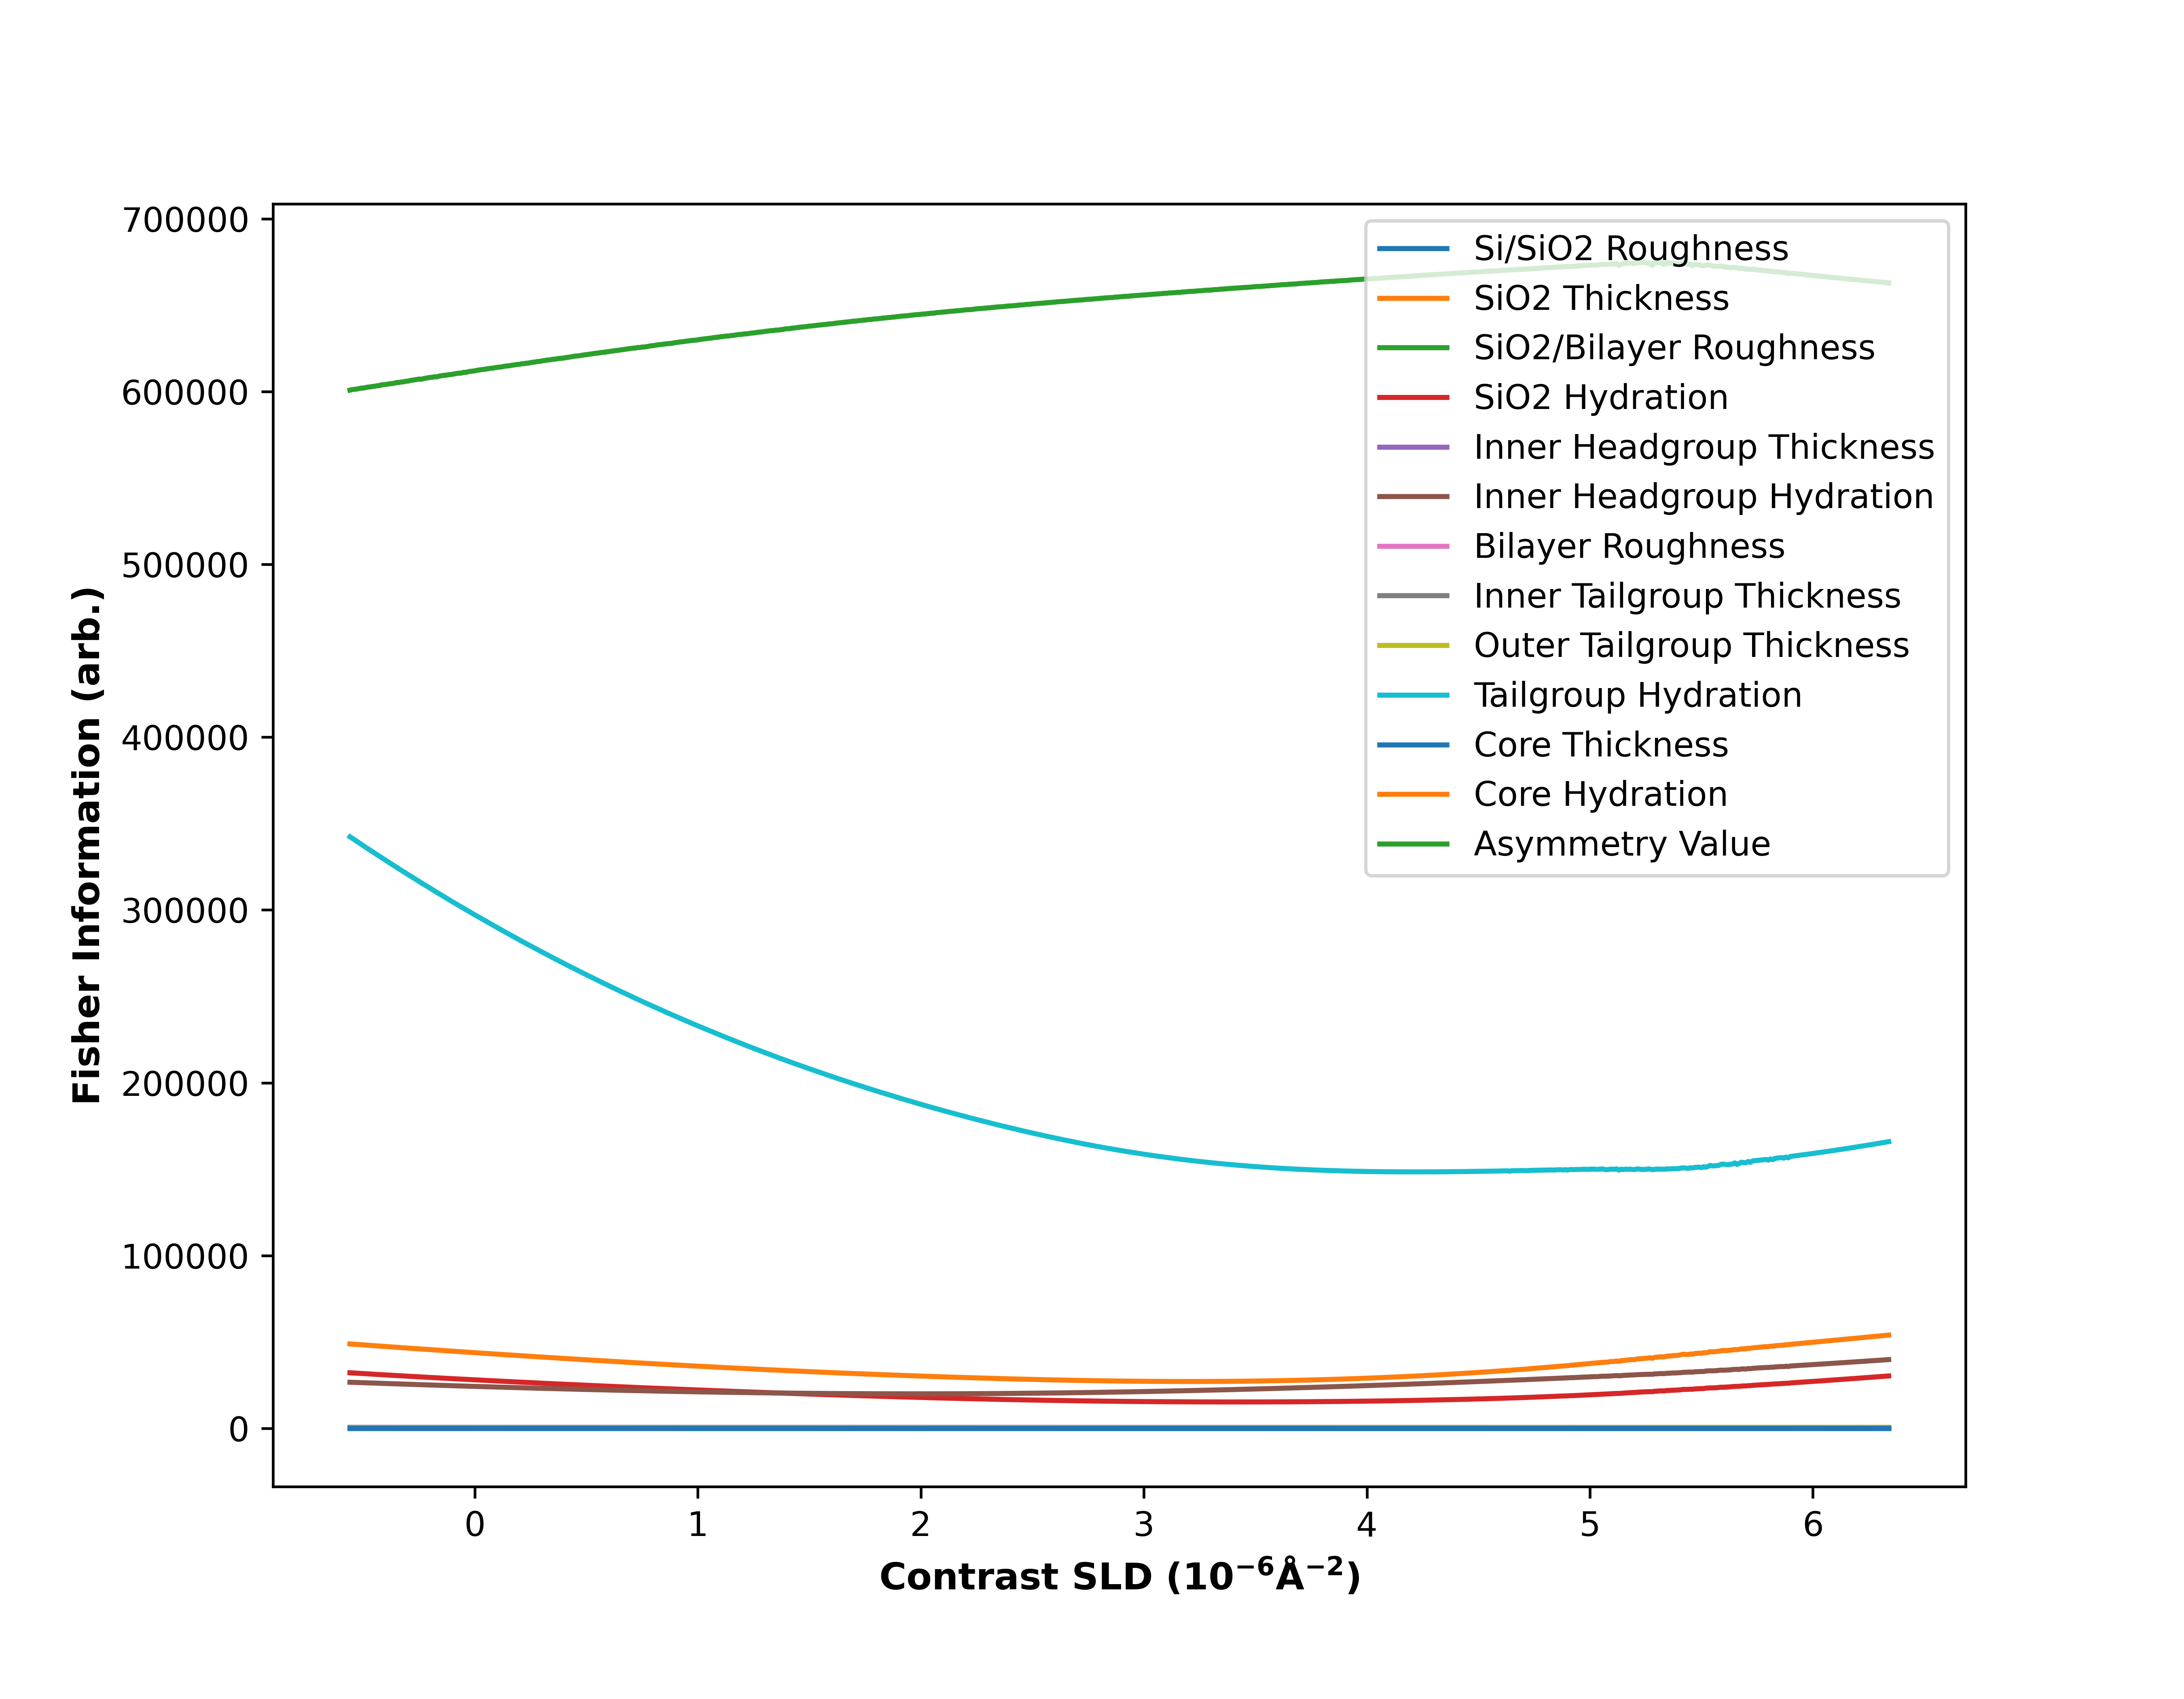 700000
600000
500000
400000
300000
200000
100000
0
Fisher Information (arb.)
Si/SiO2 Roughness
SiO2 Thickness
SiO2/Bilayer Roughness
SiO2 Hydration
Inner Headgroup Thickness
Inner Headgroup Hydration
Bilayer Roughness
Inner Tailgroup Thickness
Outer Tailgroup Thickness
Tailgroup Hydration
Core Thickness
Core Hydration
Asymmetry Value
0 1 2 3 4 5 6
Contrast SLD (10⁻⁶Å⁻²)